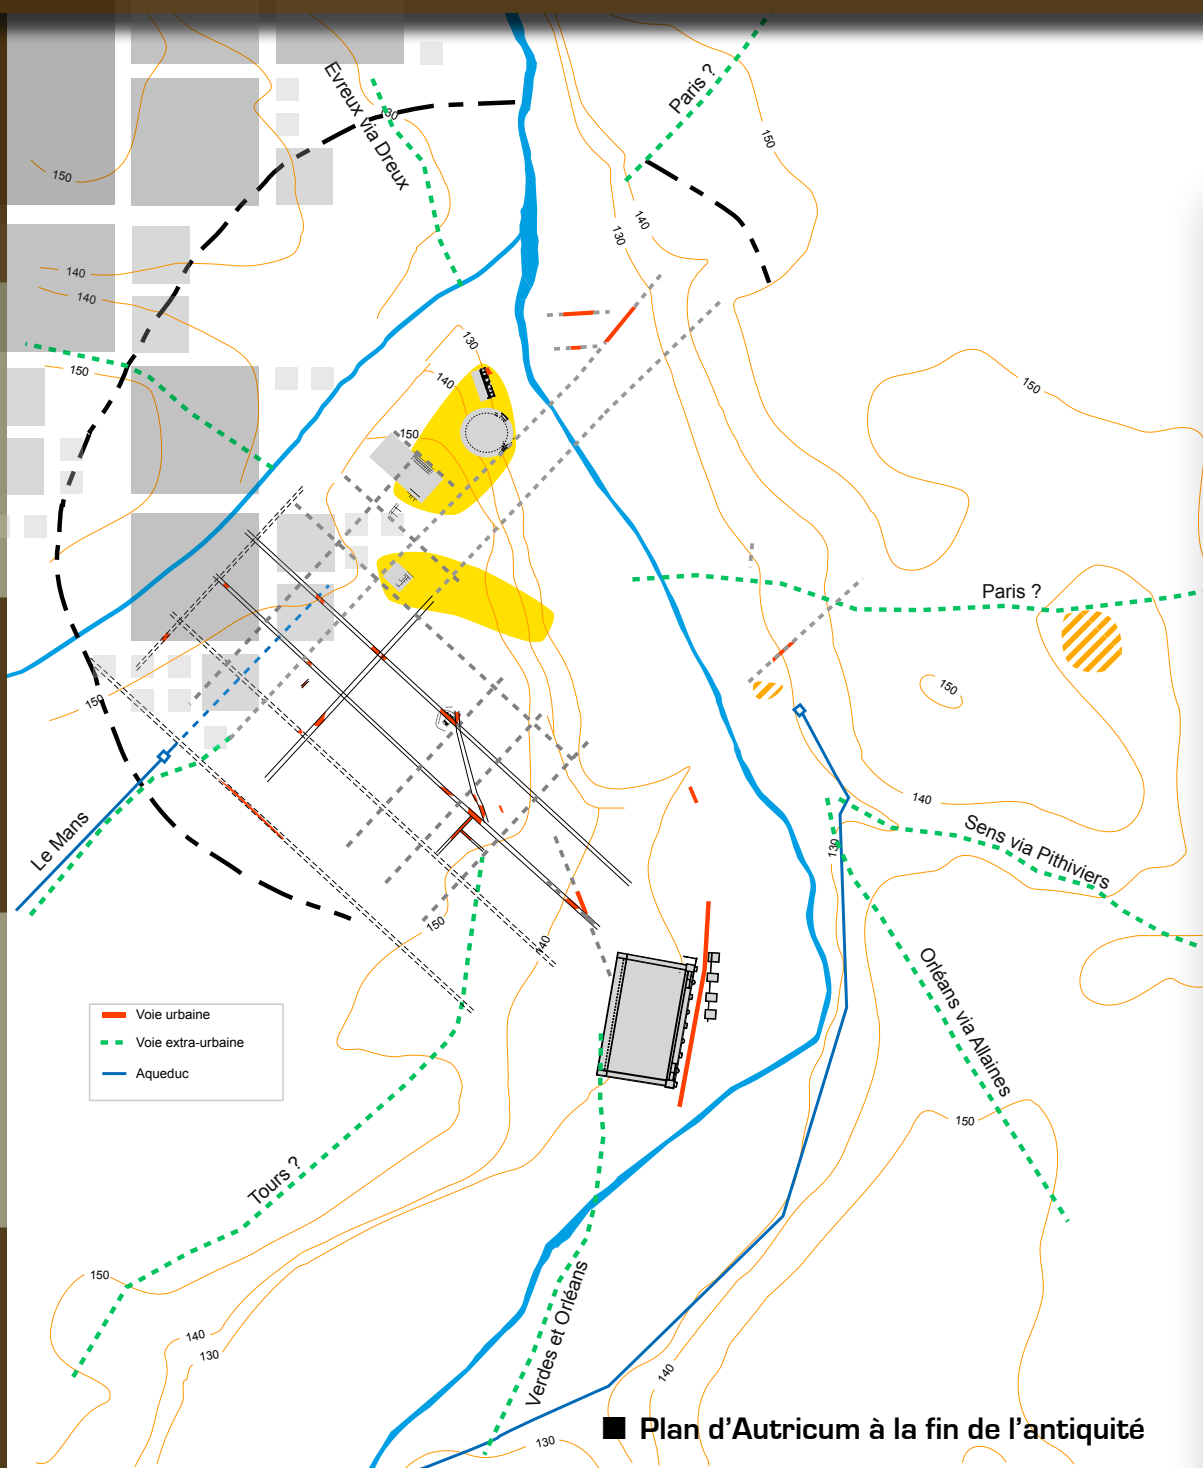 Paris ?
Evreux via Dreux
130
150
150
140
130
140
140
130
150
140
150
150
Paris ?
150
150
140
Le Mans
130
Sens via Pithiviers
150
140
Orléans via Allaines
Voie urbaine
Voie extra-urbaine
Aqueduc
150
Tours ?
150
Verdes et Orléans
140
130
140
Plan d'Autricum à la fin de l'antiquité
130